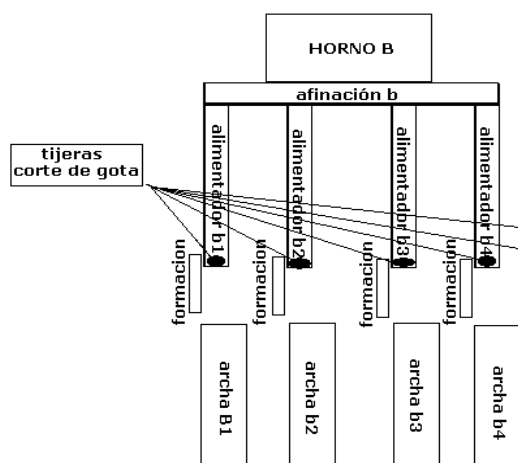 HORNO B
afinación b
tijeras
corte de gota
alimentador b1
alimentador b2
alimentador b3
alimentador b4
formacion
formacion
formacion
formacion
archa B1
archa b2
archa b3
archa b4